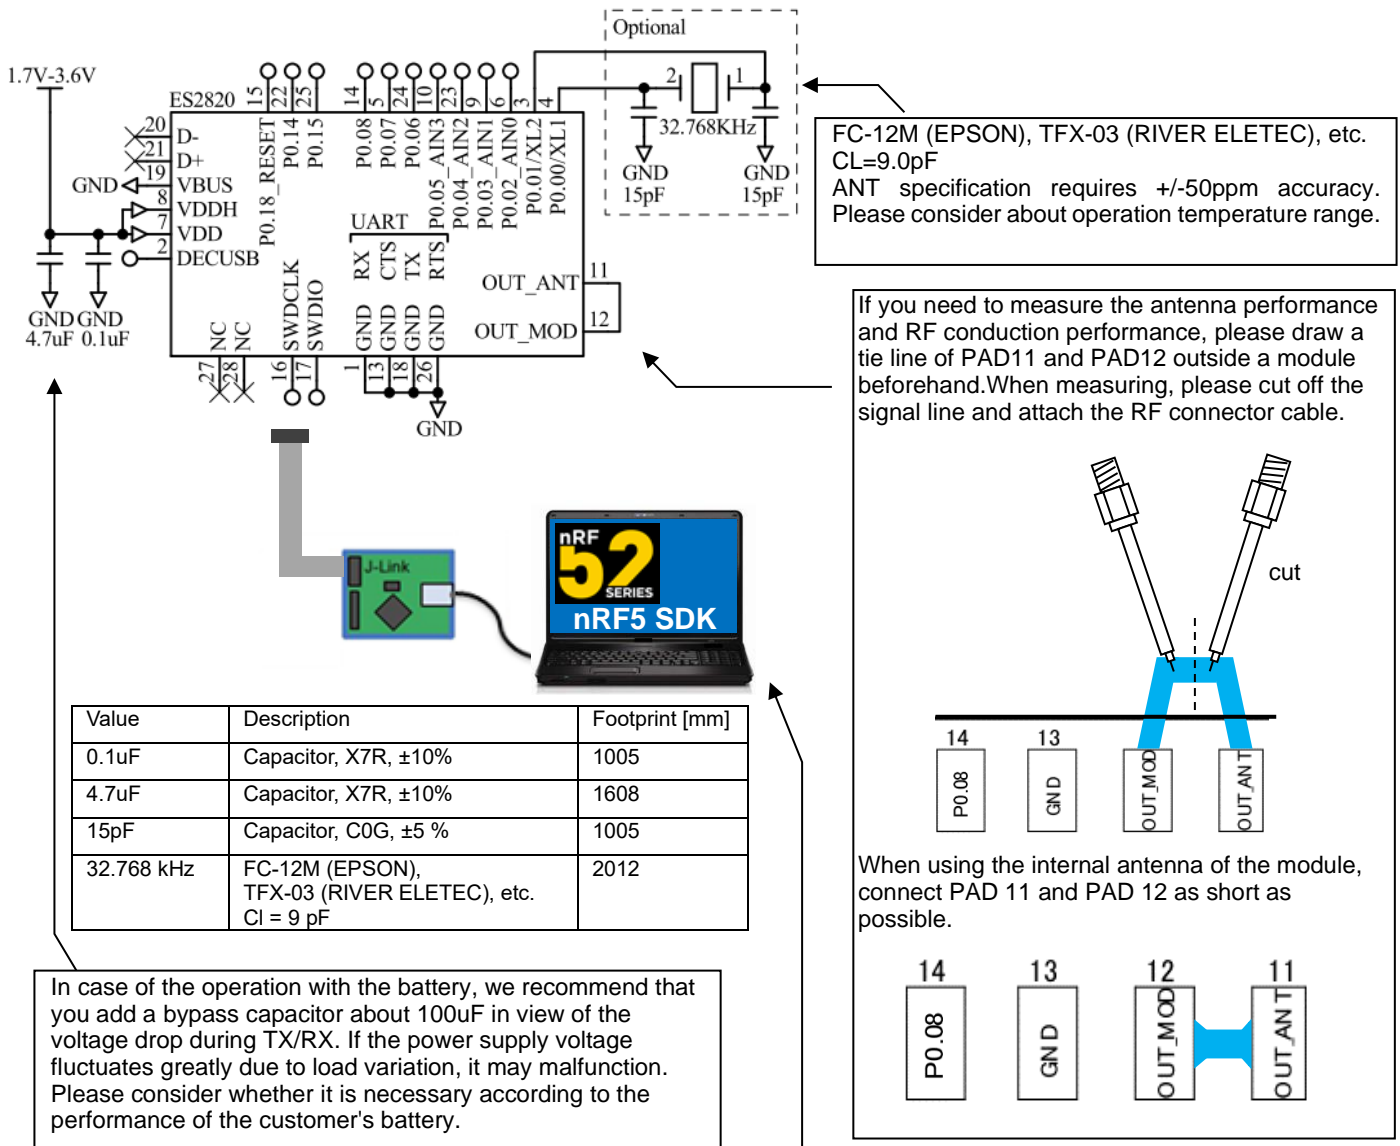 Optional
1.7V-3.6V
ES2820
15
22
25
14
5
24
10
23
9
6
3
4
2
1
32.768KHz
GND
15pF
GND
15pF
20
21
19
8
7
2
D-
D+
GND
VBUS
VDDH
VDD
DECUSB
P0.18_RESET
P0.14
P0.15
P0.08
P0.07
P0.06
P0.05_AIN3
P0.04_AIN2
P0.03_AIN1
P0.02_AIN0
P0.01/XL2
P0.00/XL1
UART
RX
CTS
TX
RTS
OUT_ANT
11
OUT_MOD
12
GND
4.7uF
GND
0.1uF
NC
NC
SWDCLK
SWDIO
GND
GND
GND
GND
27
28
16
17
1
13
18
26
GND
FC-12M (EPSON), TFX-03 (RIVER ELETEC), etc.
CL=9.0pF
ANT specification requires +/-50ppm accuracy.
Please consider about operation temperature range.
If you need to measure the antenna performance
and RF conduction performance, please draw a
tie line of PAD11 and PAD12 outside a module
beforehand.When measuring, please cut off the
signal line and attach the RF connector cable.
cut
14
13
P0.08
GND
OUT_MOD
OUT_ANT
When using the internal antenna of the module,
connect PAD 11 and PAD 12 as short as
possible.
14
13
12
11
P0.08
GND
OUT_MOD
OUT_ANT
J-Link
nRF
52
SERIES
nRF5 SDK
Value Description Footprint [mm]
0.1uF Capacitor, X7R, ±10% 1005
4.7uF Capacitor, X7R, ±10% 1608
15pF Capacitor, C0G, ±5 % 1005
32.768 kHz FC-12M (EPSON), 2012
TFX-03 (RIVER ELETEC), etc.
Cl = 9 pF
In case of the operation with the battery, we recommend that
you add a bypass capacitor about 100uF in view of the
voltage drop during TX/RX. If the power supply voltage
fluctuates greatly due to load variation, it may malfunction.
Please consider whether it is necessary according to the
performance of the customer's battery.